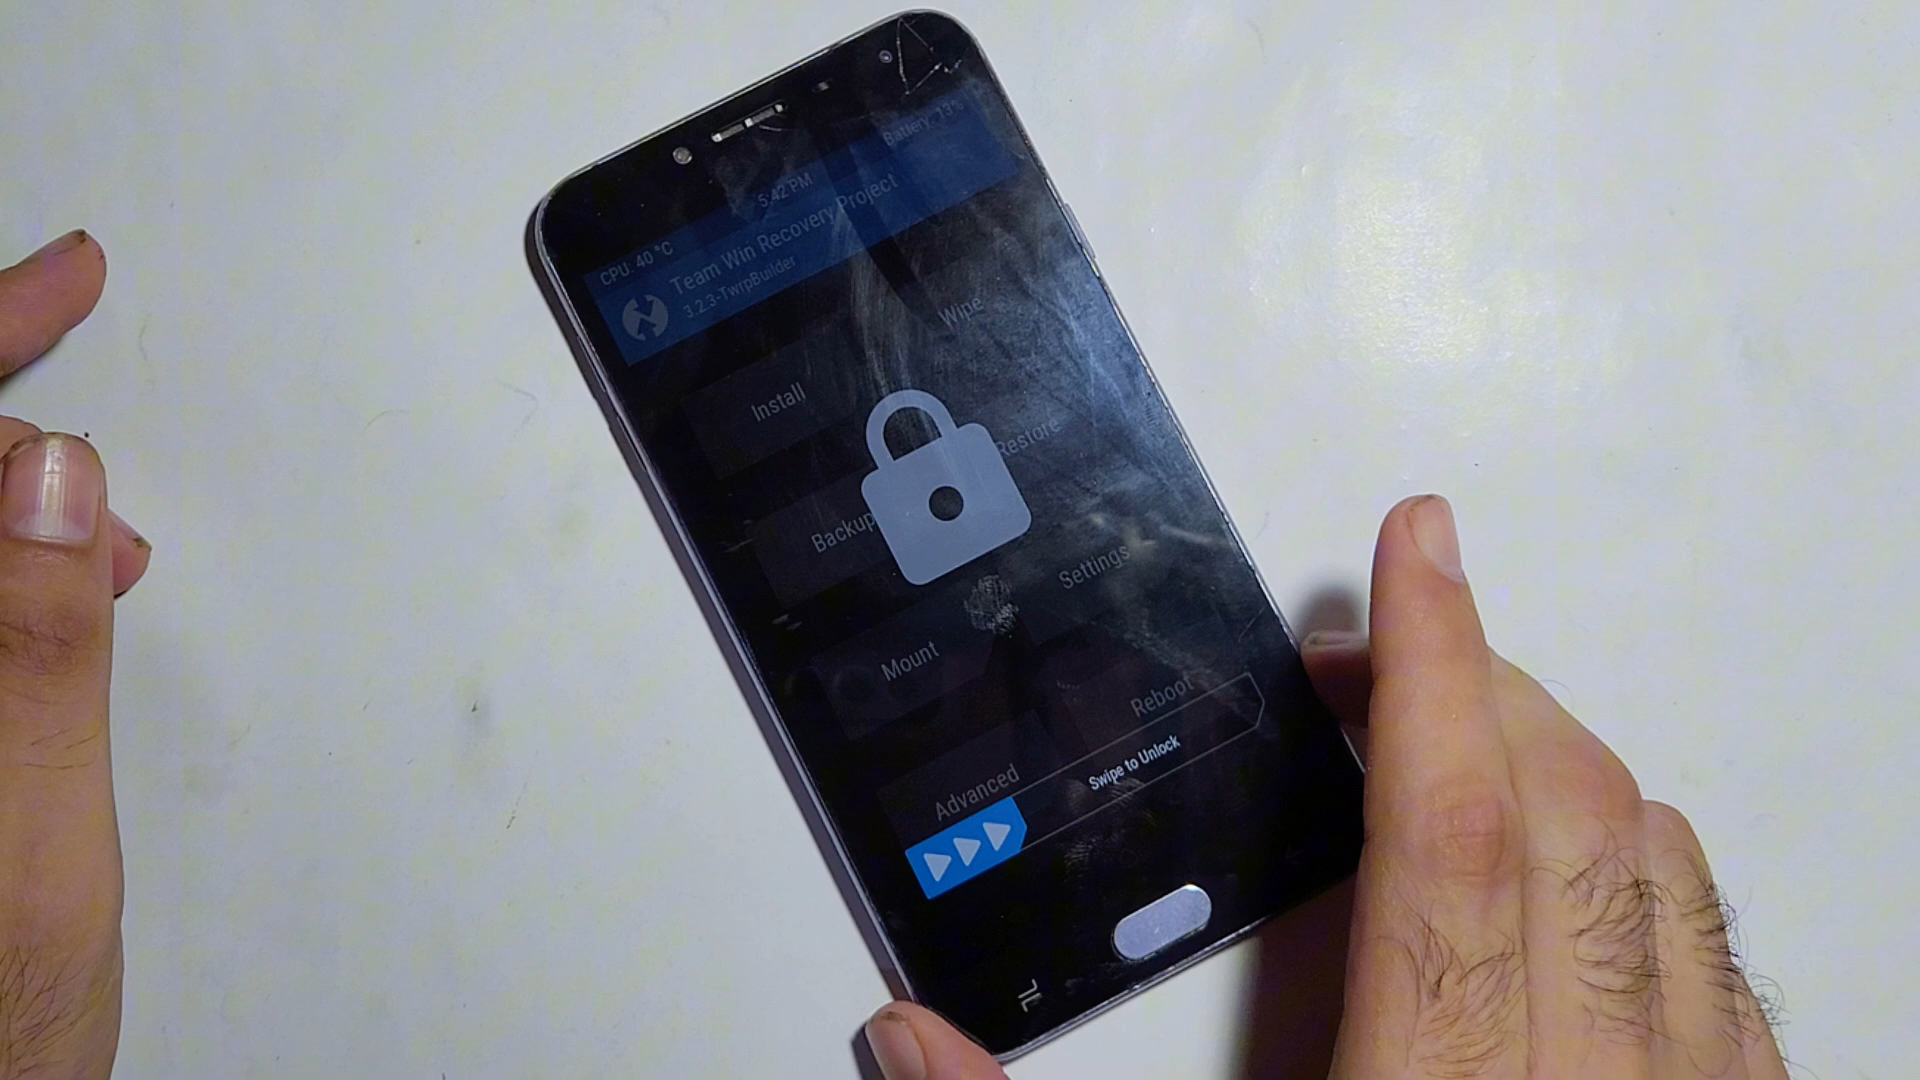 Battery: 13%
5:42 PM
CPU: 40 °C
Team Win Recovery Project
3.2.3-TwrpBuilder
Install
Wipe
Backup
Restore
Mount
Settings
Advanced
Reboot
Swipe to Unlock